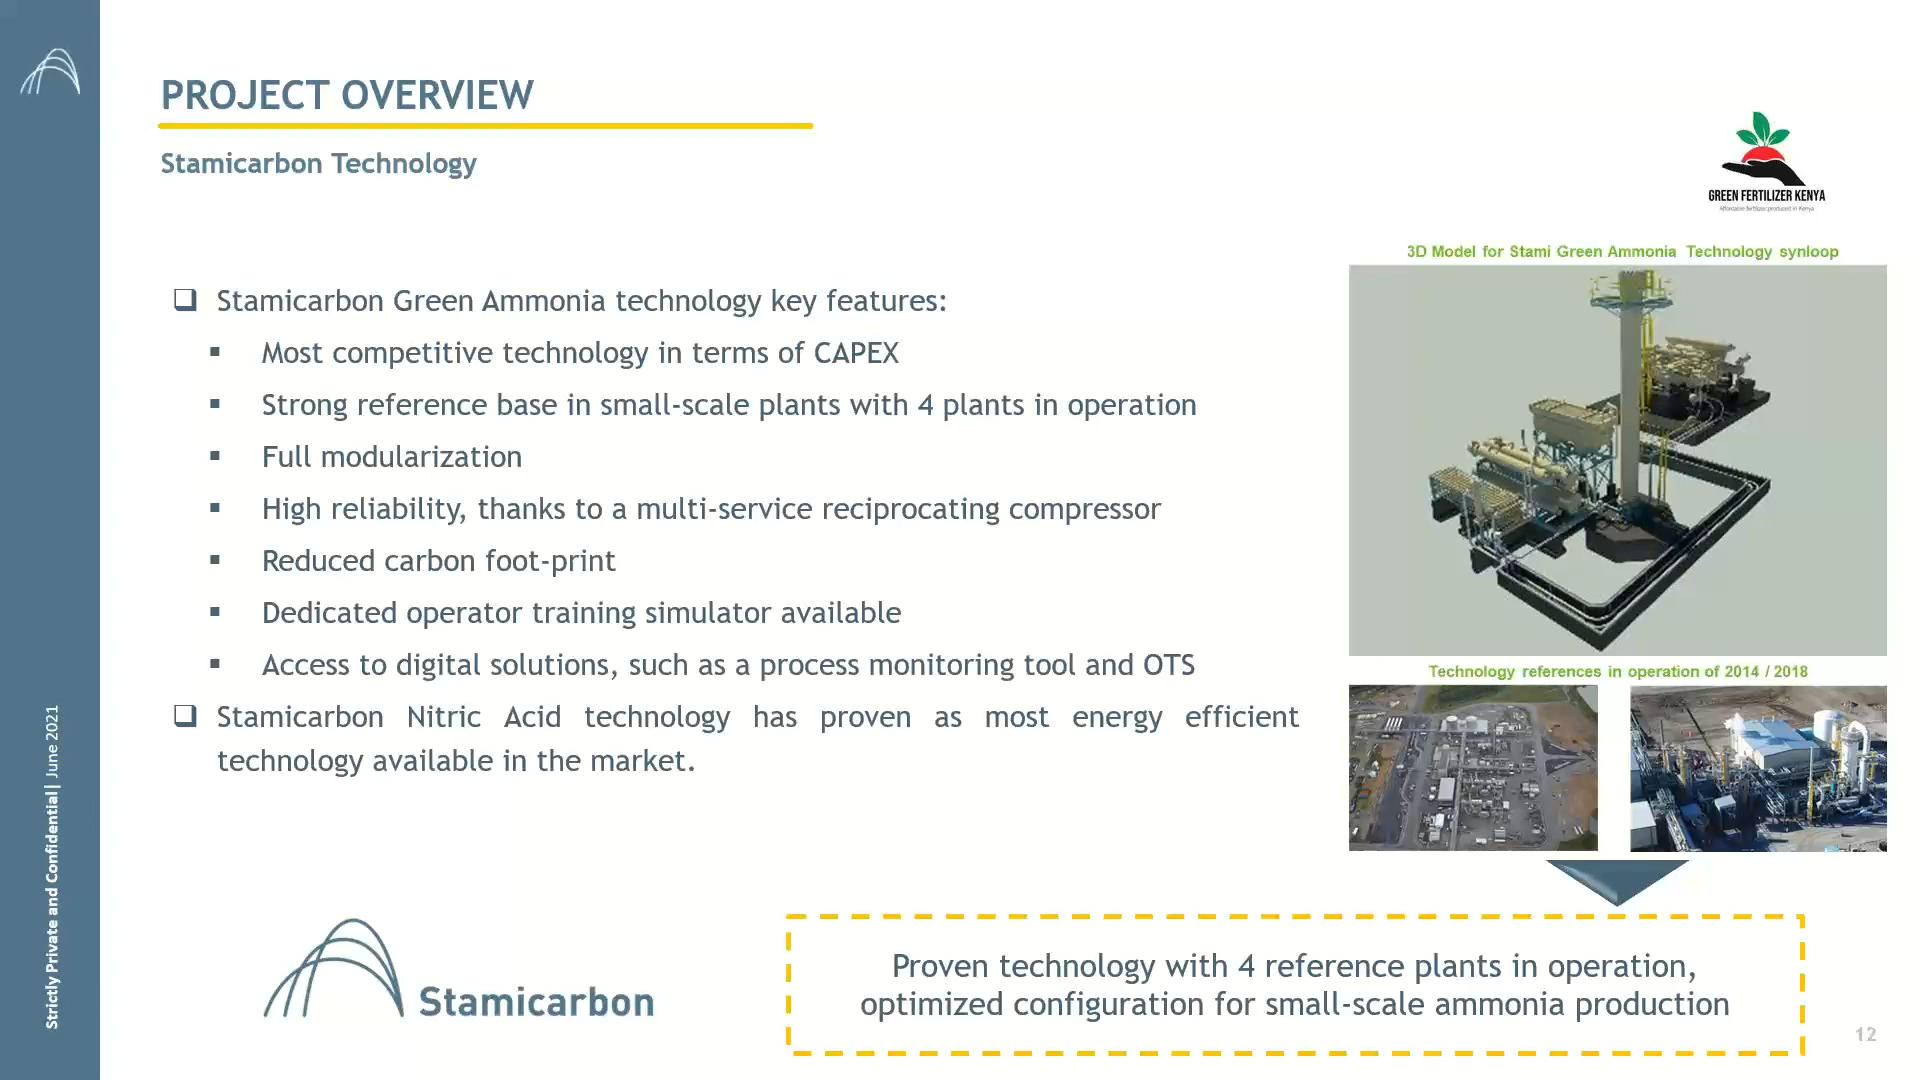 PROJECT OVERVIEW
Stamicarbon Technology
GREEN FERTILIZER KENYA
Affordable fertilizer produced in Kenya
❑ Stamicarbon Green Ammonia technology key features:
▪ Most competitive technology in terms of CAPEX
▪ Strong reference base in small-scale plants with 4 plants in operation
▪ Full modularization
▪ High reliability, thanks to a multi-service reciprocating compressor
▪ Reduced carbon foot-print
▪ Dedicated operator training simulator available
▪ Access to digital solutions, such as a process monitoring tool and OTS
❑ Stamicarbon Nitric Acid technology has proven as most energy efficient
technology available in the market.
3D Model for Stami Green Ammonia Technology synloop
Technology references in operation of 2014 / 2018
Stamicarbon
Proven technology with 4 reference plants in operation,
optimized configuration for small-scale ammonia production
Strictly Private and Confidential| June 2021
12